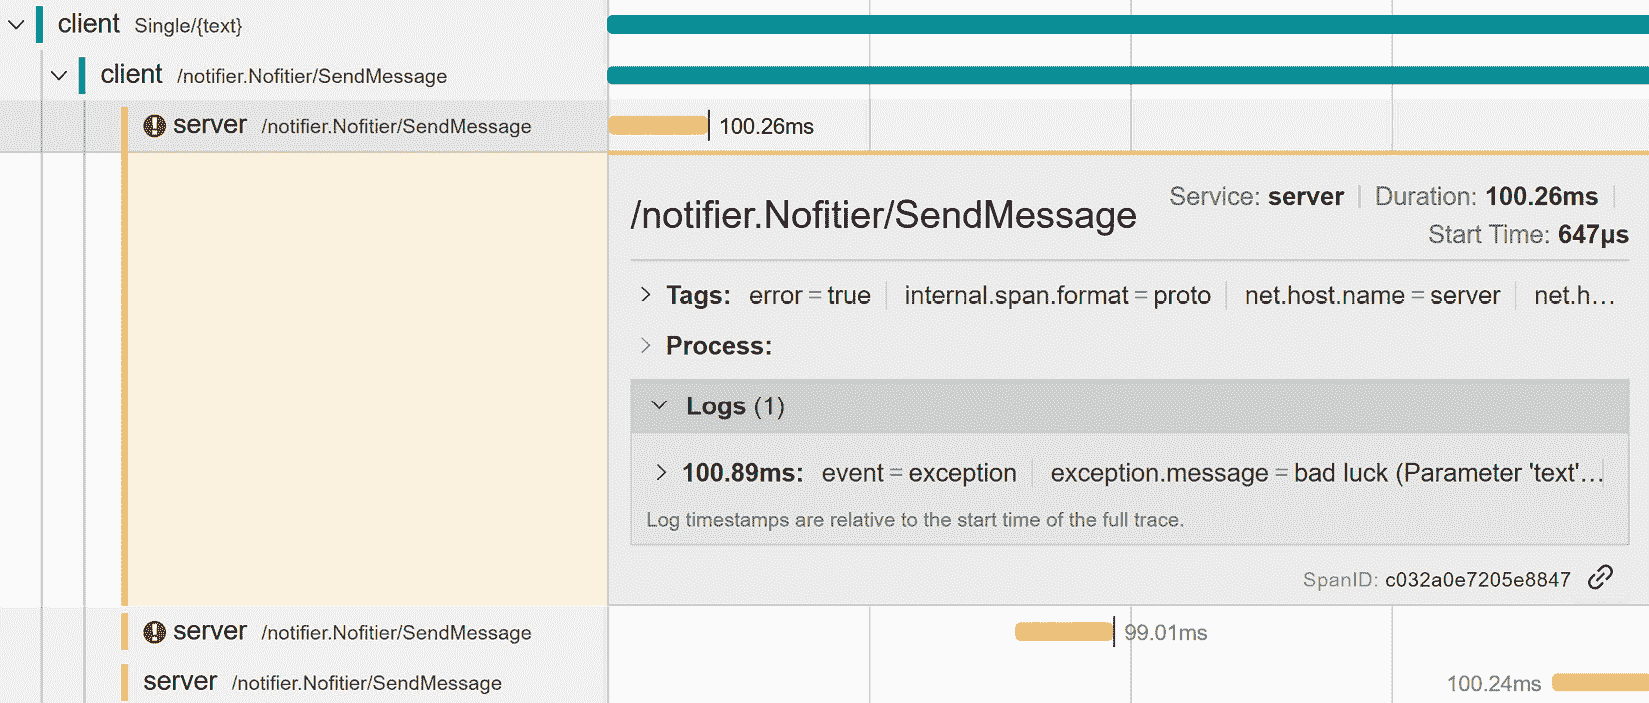 client Single/{text}
client /notifier.Nofitier/SendMessage
server /notifier.Nofitier/SendMessage 100.26ms
/notifier.Nofitier/SendMessage
Service: server Duration: 100.26ms
Start Time: 647μs
Tags: error = true internal.span.format = proto net.host.name = server net.h…
Process:
Logs (1)
100.89ms: event = exception exception.message = bad luck (Parameter 'text'…
Log timestamps are relative to the start time of the full trace.
SpanID: c032a0e7205e8847
server /notifier.Nofitier/SendMessage 99.01ms
server /notifier.Nofitier/SendMessage 100.24ms